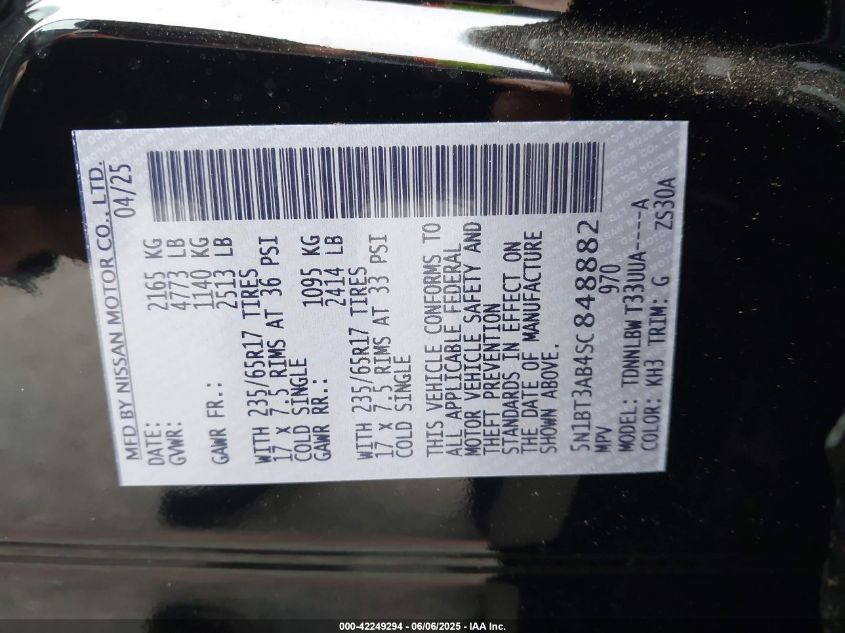 MFD BY NISSAN MOTOR CO., LTD.
DATE: 04/25
GVWR: 2165 KG
4773 LB
GAWR FR.: 1140 KG
2513 LB
WITH 235/65R17 TIRES
17 X 7.5 RIMS AT 36 PSI
COLD SINGLE
GAWR RR.: 1095 KG
2414 LB
WITH 235/65R17 TIRES
17 X 7.5 RIMS AT 33 PSI
COLD SINGLE
THIS VEHICLE CONFORMS TO
ALL APPLICABLE FEDERAL
MOTOR VEHICLE SAFETY AND
THEFT PREVENTION
STANDARDS IN EFFECT ON
THE DATE OF MANUFACTURE
SHOWN ABOVE.
5N1BT3AB4SC848882
MPV 970
MODEL: TDNNLBW T33UUA----A
COLOR: KH3 TRIM: G ZS30A
000-42249294 - 06/06/2025 - IAA Inc.